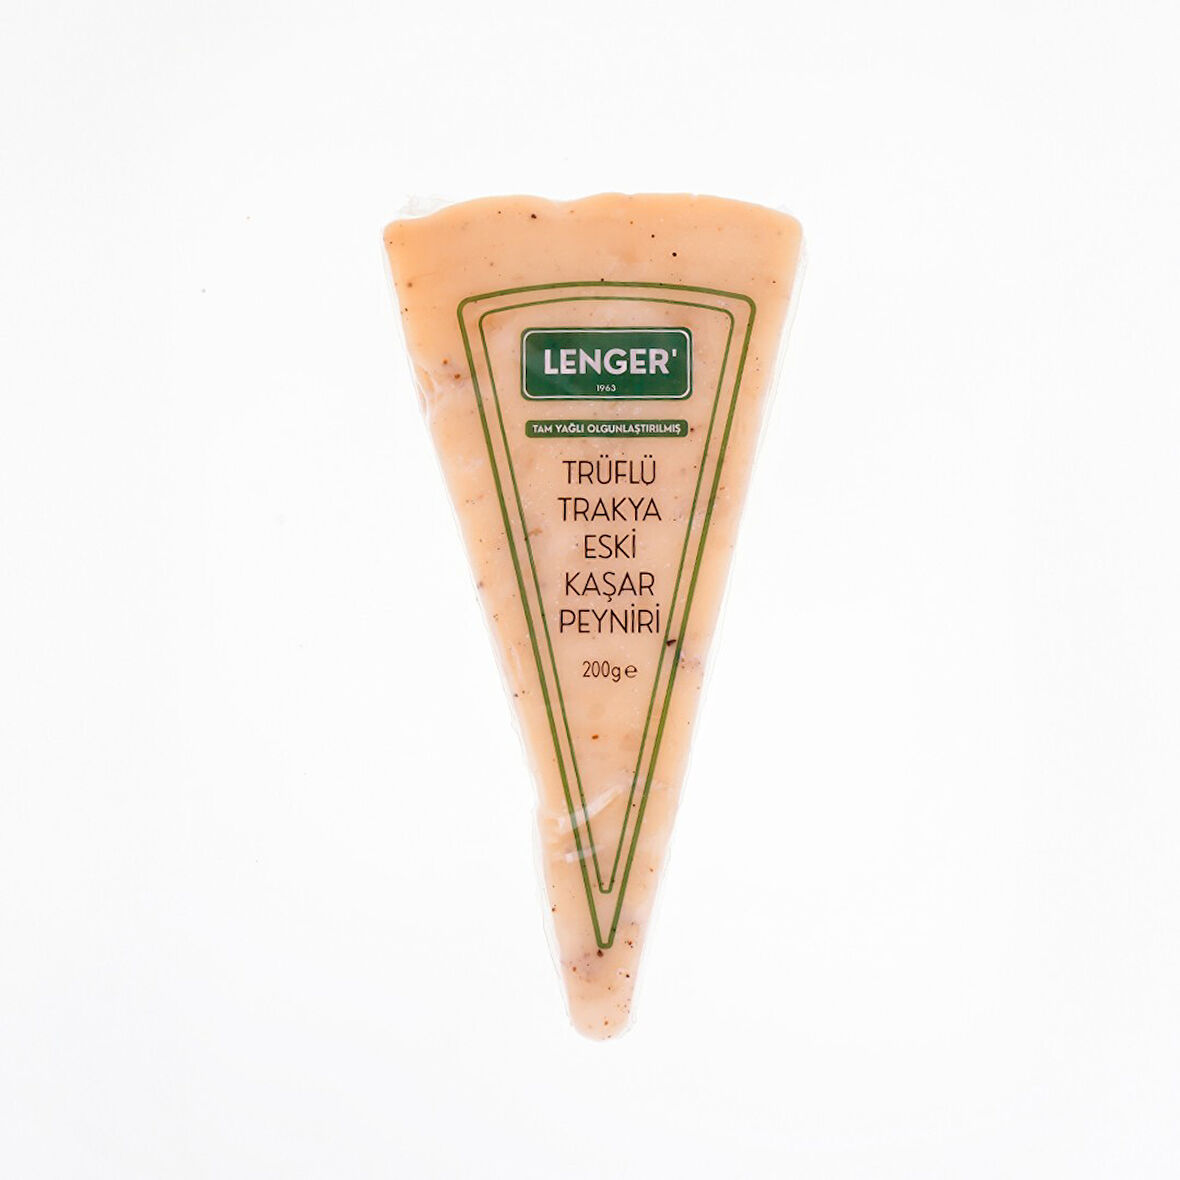 LENGER'
1963
TAM YAĞLI OLGUNLAŞTIRILMIŞ
TRÜFLÜ
TRAKYA
ESKİ
KAŞAR
PEYNİRİ
200g℮